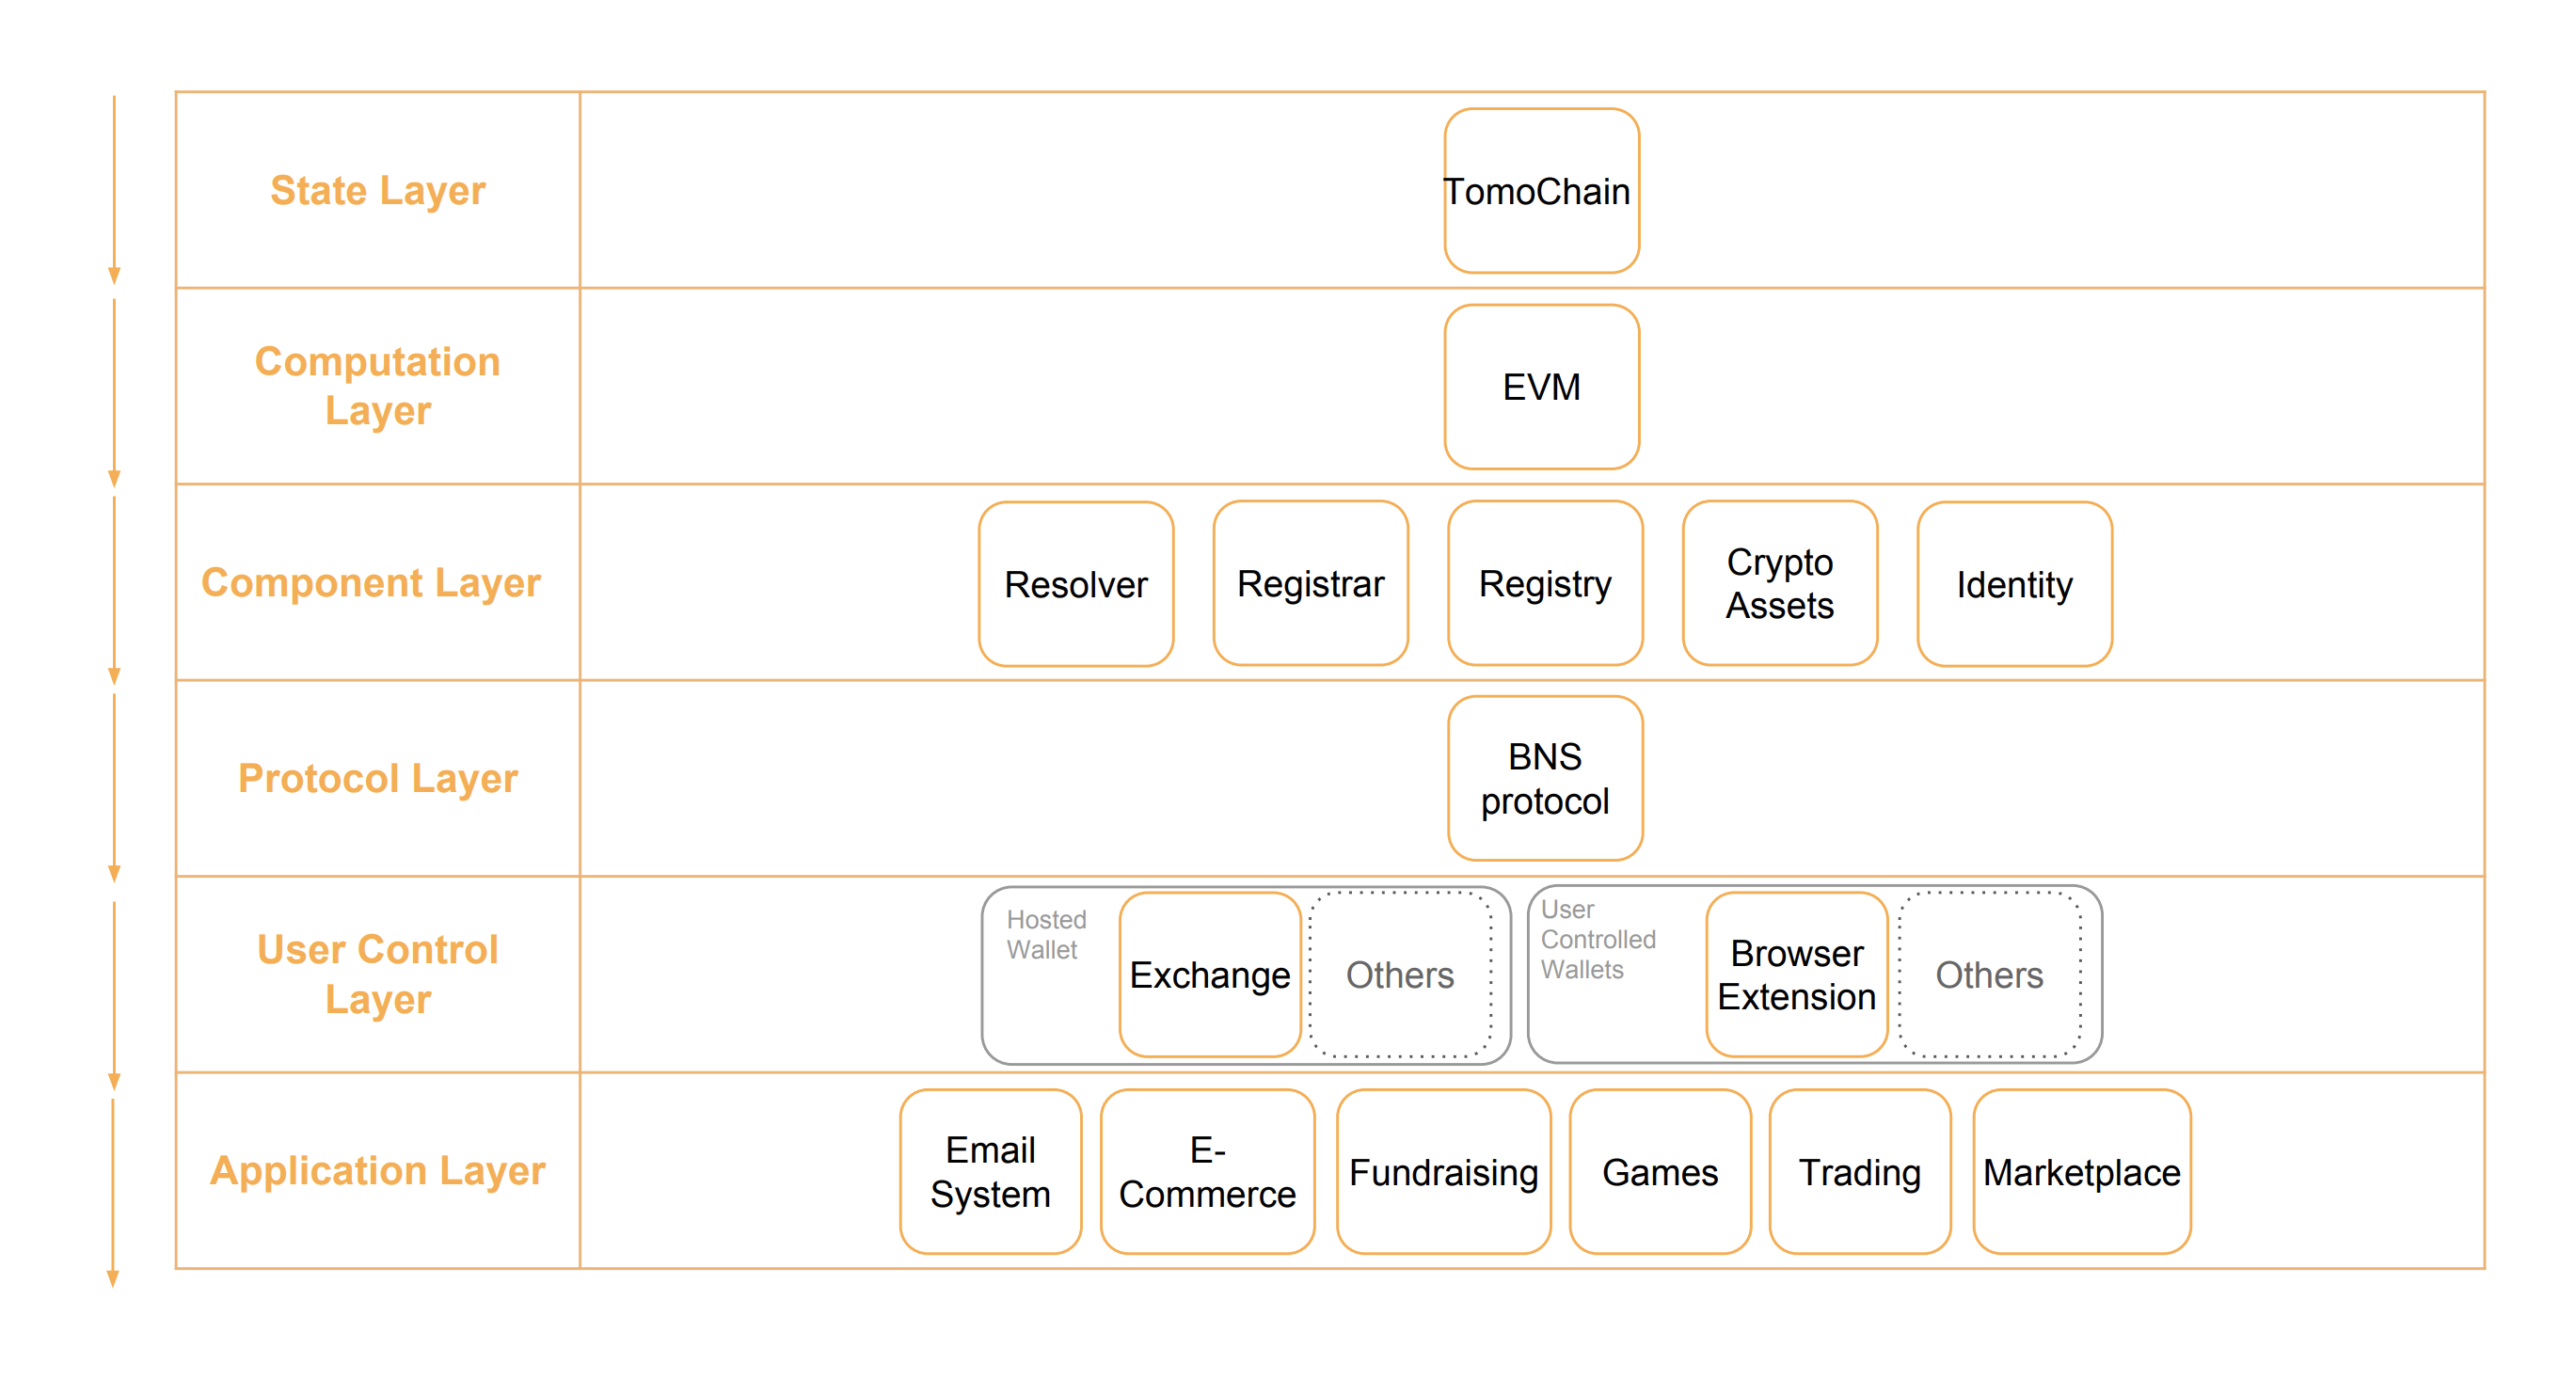 State Layer
TomoChain
Computation
Layer
EVM
Component Layer
Resolver
Registrar
Registry
Crypto
Assets
Identity
Protocol Layer
BNS
protocol
User Control
Layer
Hosted
Wallet
Exchange
Others
User
Controlled
Wallets
Browser
Extension
Others
Application Layer
Email
System
E-
Commerce
Fundraising
Games
Trading
Marketplace